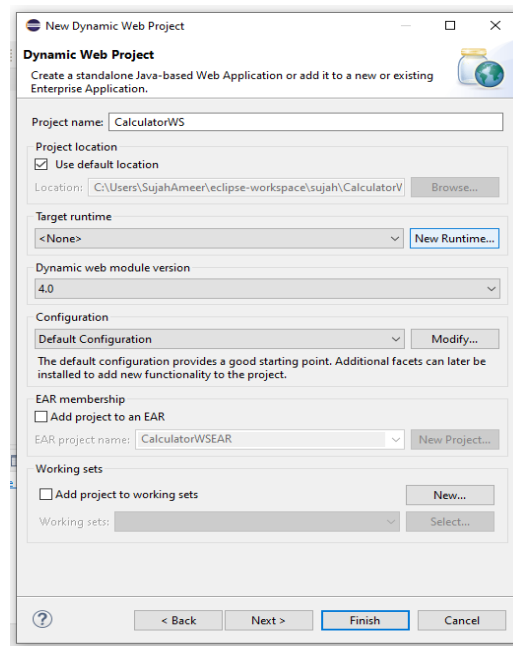 New Dynamic Web Project
Dynamic Web Project
Create a standalone Java-based Web Application or add it to a new or existing
Enterprise Application.
Project name: CalculatorWS
Project location
Use default location
Location: C:\Users\SujahAmeer\eclipse-workspace\sujah\CalculatorV Browse...
Target runtime
<None> New Runtime...
Dynamic web module version
4.0
Configuration
Default Configuration Modify...
The default configuration provides a good starting point. Additional facets can later be
installed to add new functionality to the project.
EAR membership
Add project to an EAR
EAR project name: CalculatorWSEAR New Project...
Working sets
Add project to working sets New...
Working sets: Select...
? < Back Next > Finish Cancel